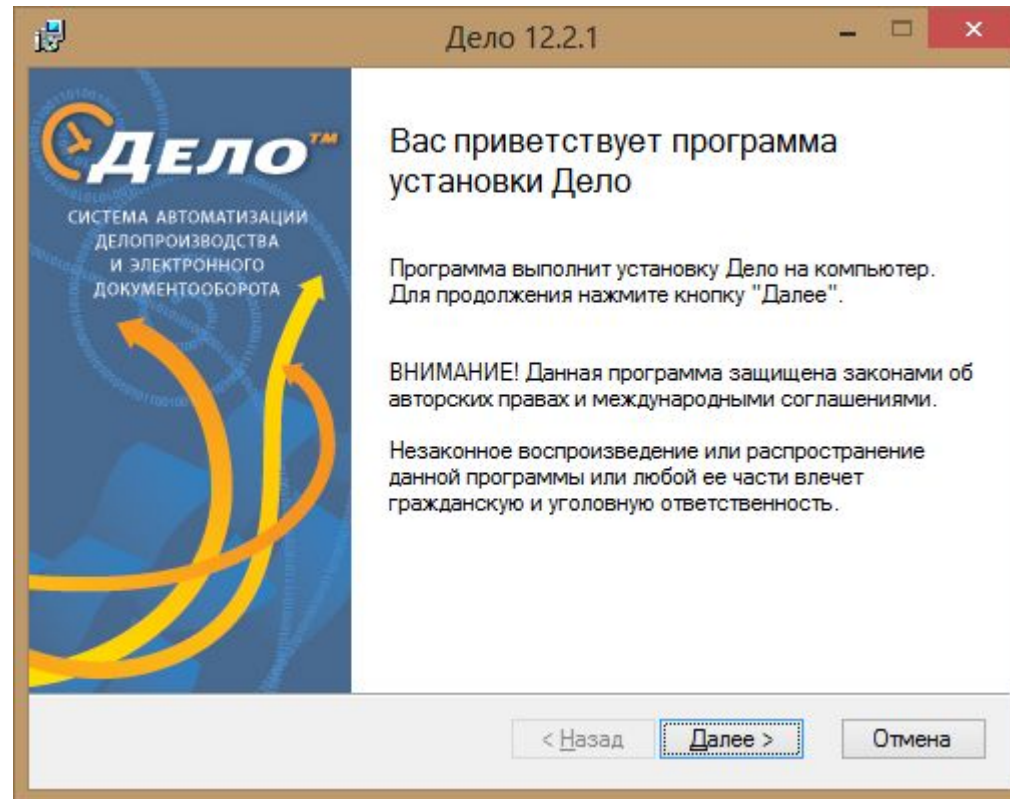 Дело 12.2.1
Дело™
СИСТЕМА АВТОМАТИЗАЦИИ
ДЕЛОПРОИЗВОДСТВА
И ЭЛЕКТРОННОГО
ДОКУМЕНТООБОРОТА
Вас приветствует программа
установки Дело
Программа выполнит установку Дело на компьютер.
Для продолжения нажмите кнопку "Далее".
ВНИМАНИЕ! Данная программа защищена законами об
авторских правах и международными соглашениями.
Незаконное воспроизведение или распространение
данной программы или любой ее части влечет
гражданскую и уголовную ответственность.
< Назад
Далее >
Отмена